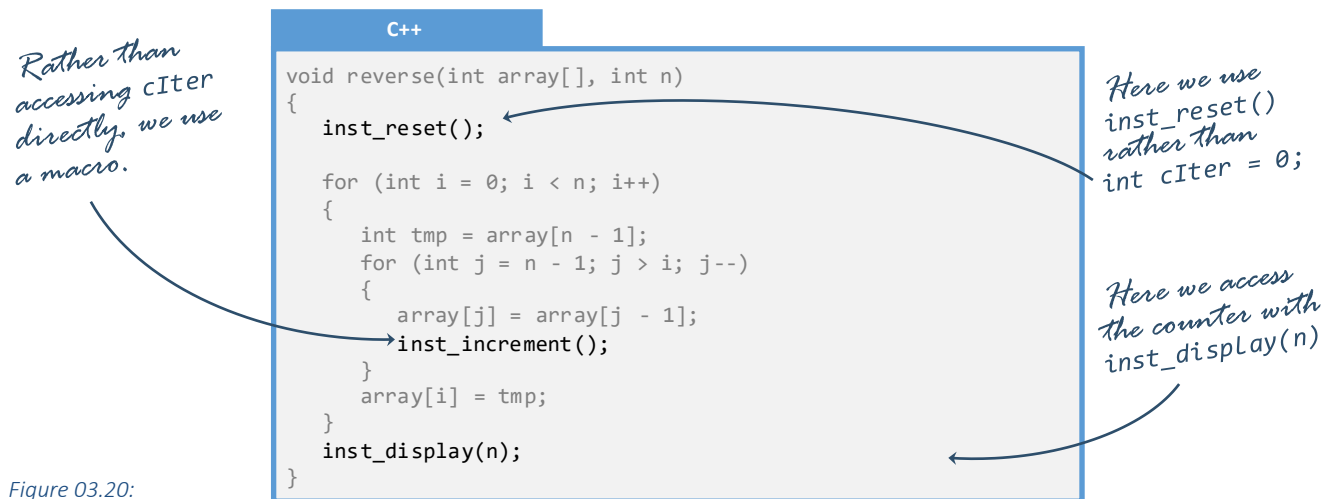 Rather than
accessing cIter
directly, we use
a macro.
C++
void reverse(int array[], int n)
{
   inst_reset();

   for (int i = 0; i < n; i++)
   {
      int tmp = array[n - 1];
      for (int j = n - 1; j > i; j--)
      {
         array[j] = array[j - 1];
         inst_increment();
      }
      array[i] = tmp;
   }
   inst_display(n);
}
Here we use
inst_reset()
rather than
int cIter = 0;
Here we access
the counter with
inst_display(n)
Figure 03.20: